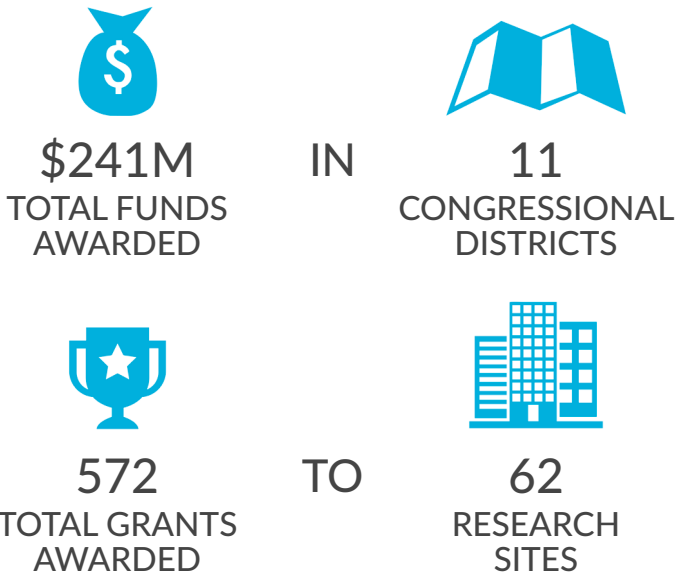 $
$241M
TOTAL FUNDS
AWARDED
IN
11
CONGRESSIONAL
DISTRICTS
572
TOTAL GRANTS
AWARDED
TO
62
RESEARCH
SITES